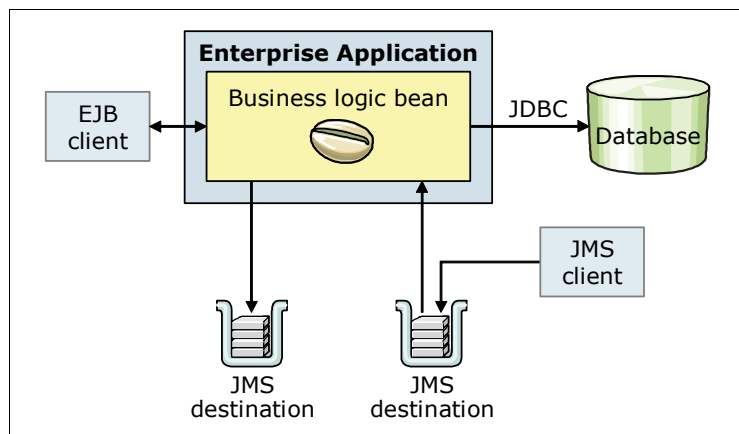 Enterprise Application
Business logic bean
EJB
client
JDBC
Database
JMS
client
JMS
destination
JMS
destination